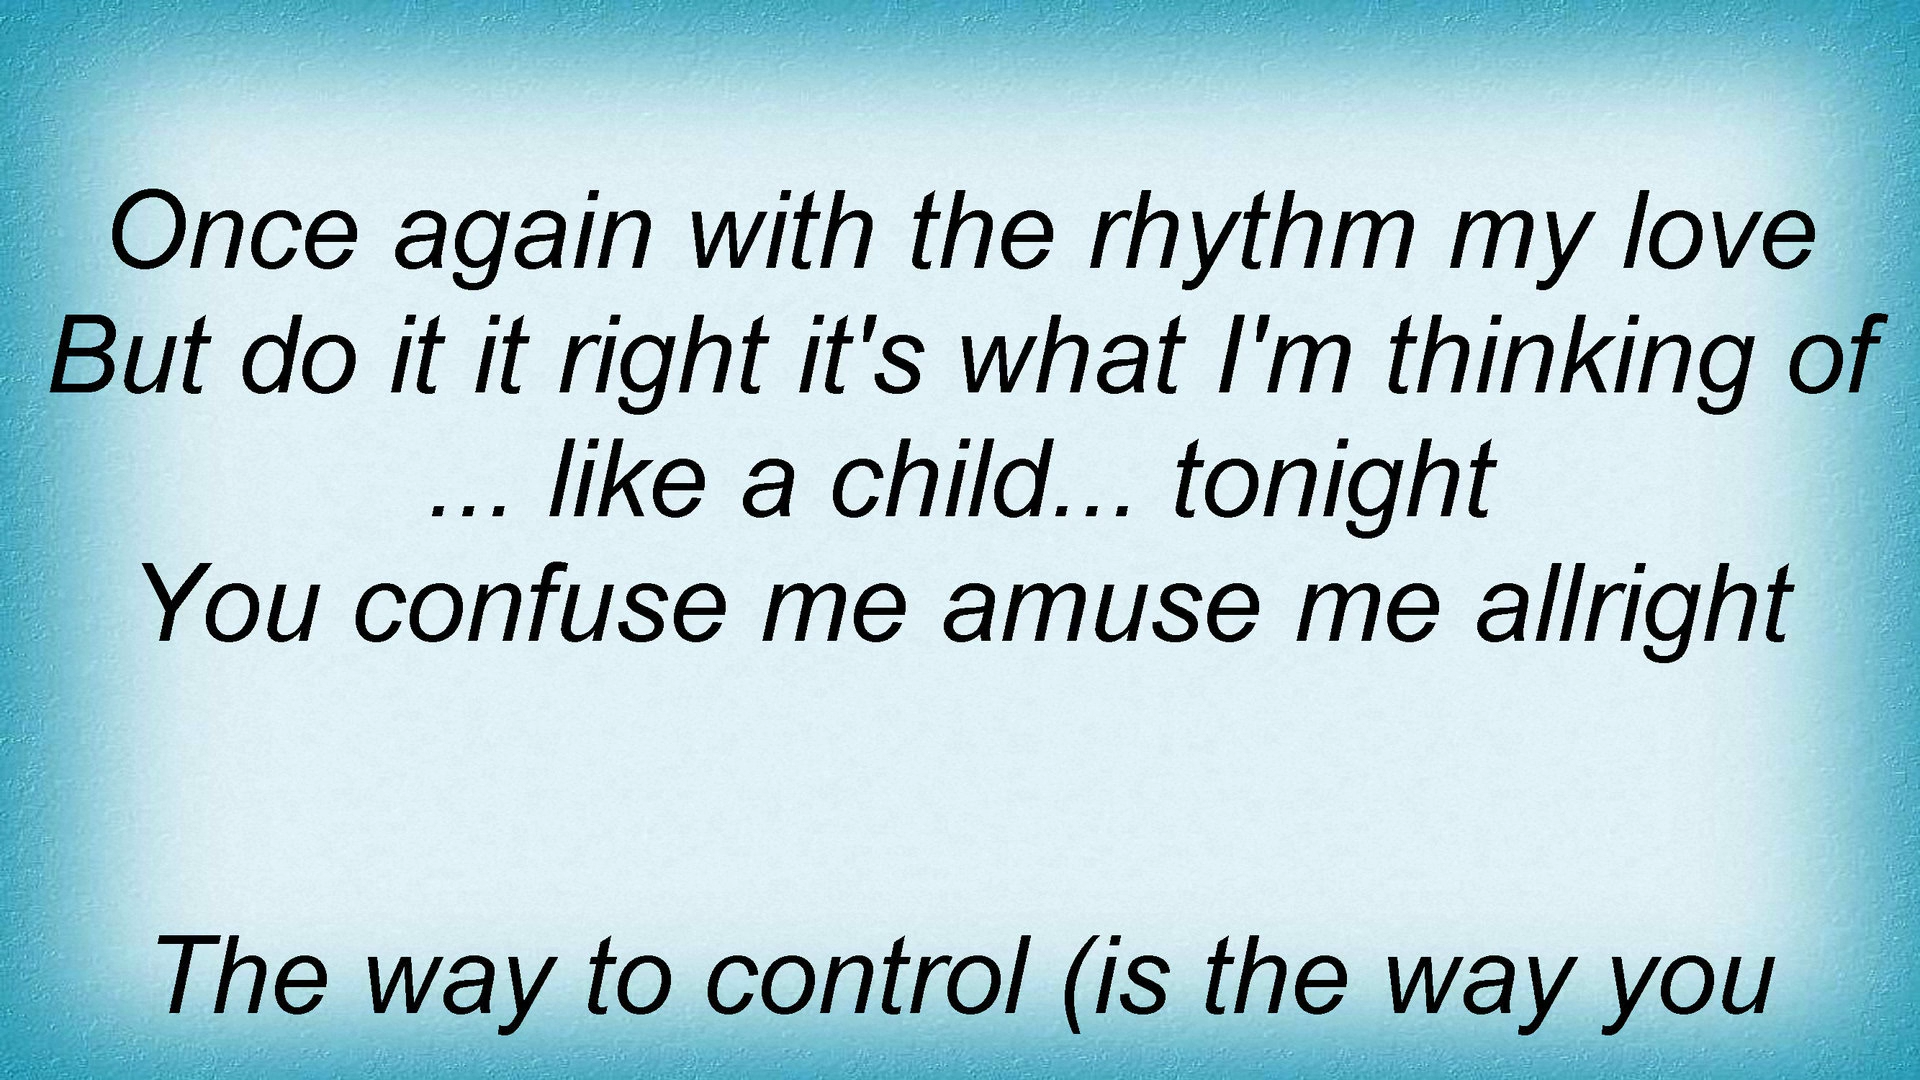 Once again with the rhythm my love
But do it it right it's what I'm thinking of
... like a child... tonight
You confuse me amuse me allright
The way to control (is the way you